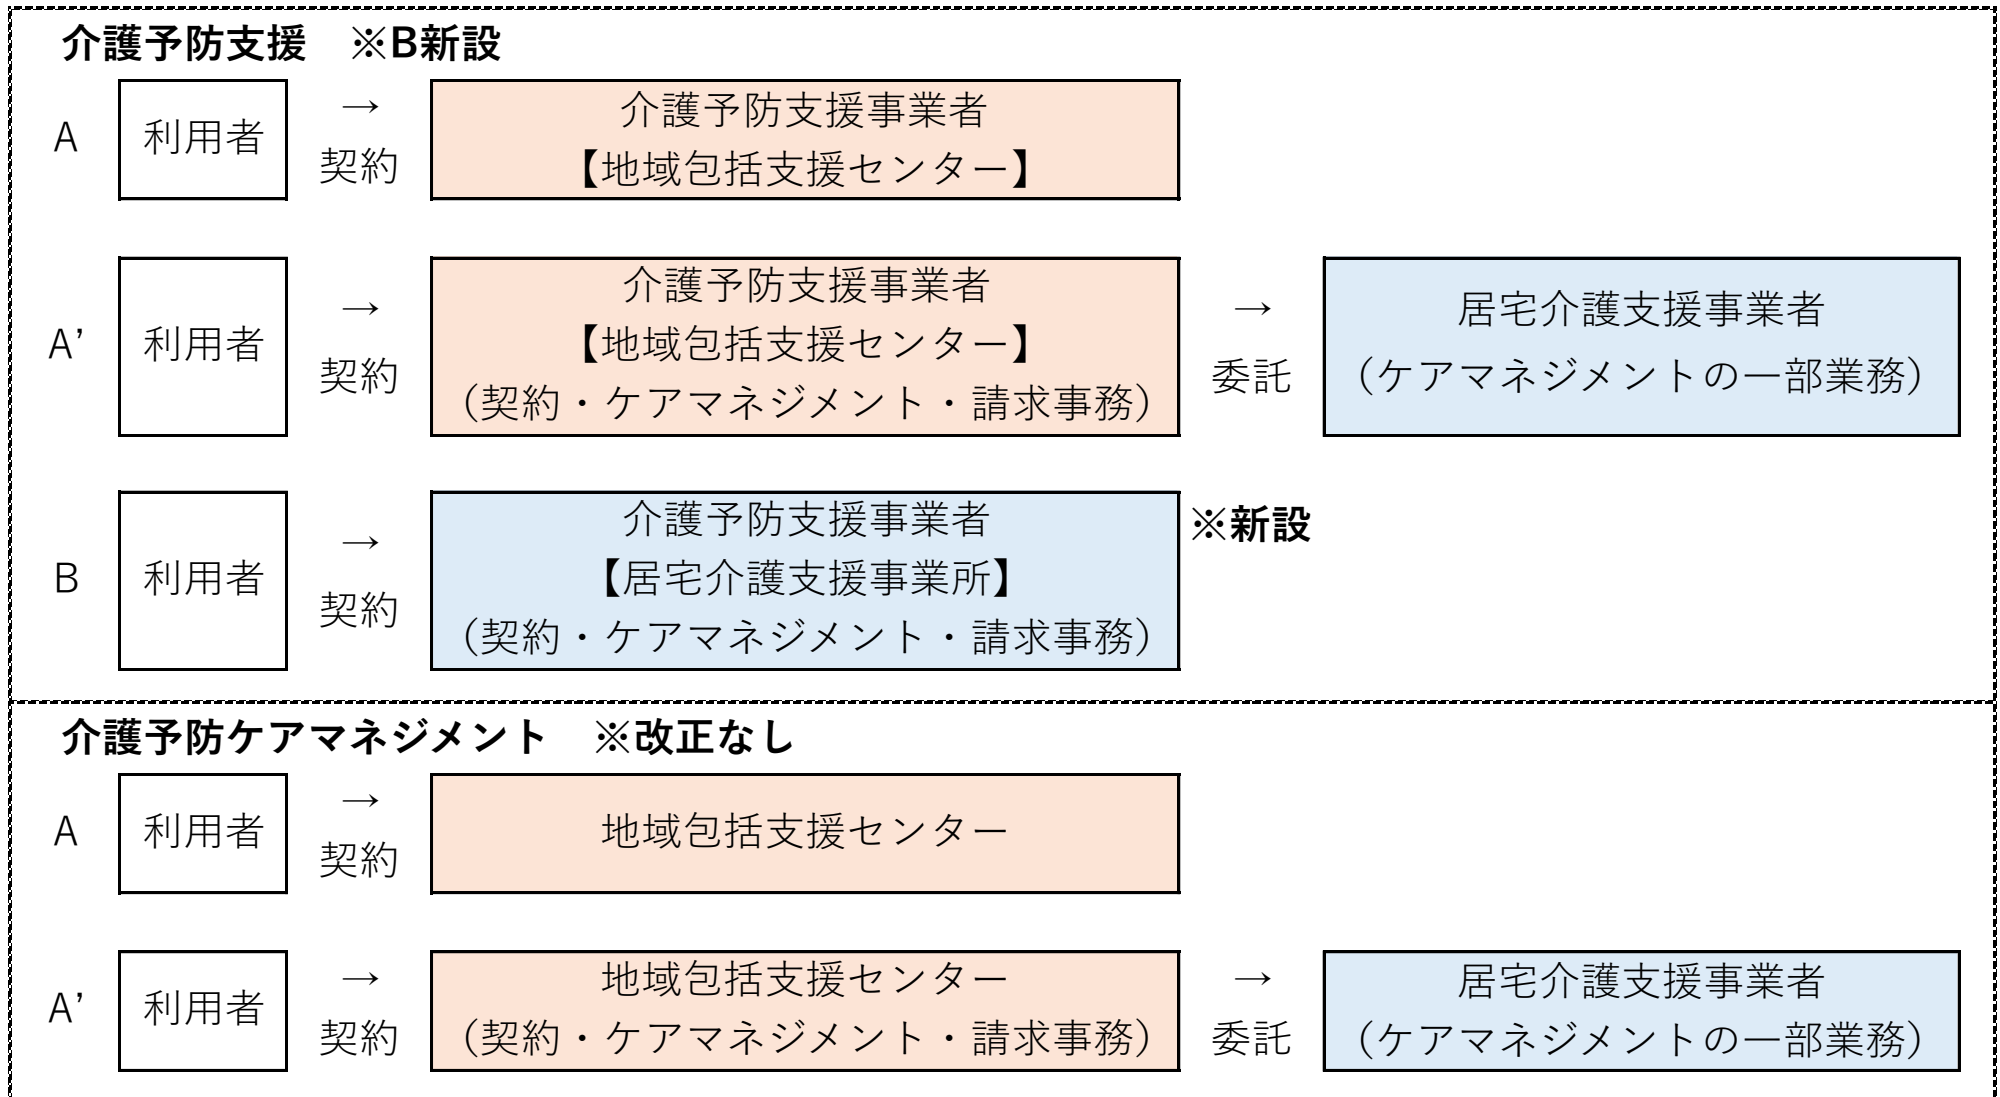 介護予防支援　※B新設
A
利用者
→
契約
介護予防支援事業者
【地域包括支援センター】
A’
利用者
→
契約
介護予防支援事業者
【地域包括支援センター】
（契約・ケアマネジメント・請求事務）
→
委託
居宅介護支援事業者
（ケアマネジメントの一部業務）
B
利用者
→
契約
介護予防支援事業者
【居宅介護支援事業所】
（契約・ケアマネジメント・請求事務）
※新設
介護予防ケアマネジメント　※改正なし
A
利用者
→
契約
地域包括支援センター
A’
利用者
→
契約
地域包括支援センター
（契約・ケアマネジメント・請求事務）
→
委託
居宅介護支援事業者
（ケアマネジメントの一部業務）